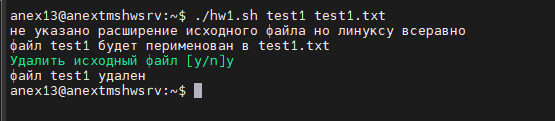 anex13@anextmshwsrv:~$ ./hw1.sh test1 test1.txt
не указано расширение исходного файла но линуксу всеравно
файл test1 будет перименован в test1.txt
Удалить исходный файл [y/n]y
файл test1 удален
anex13@anextmshwsrv:~$